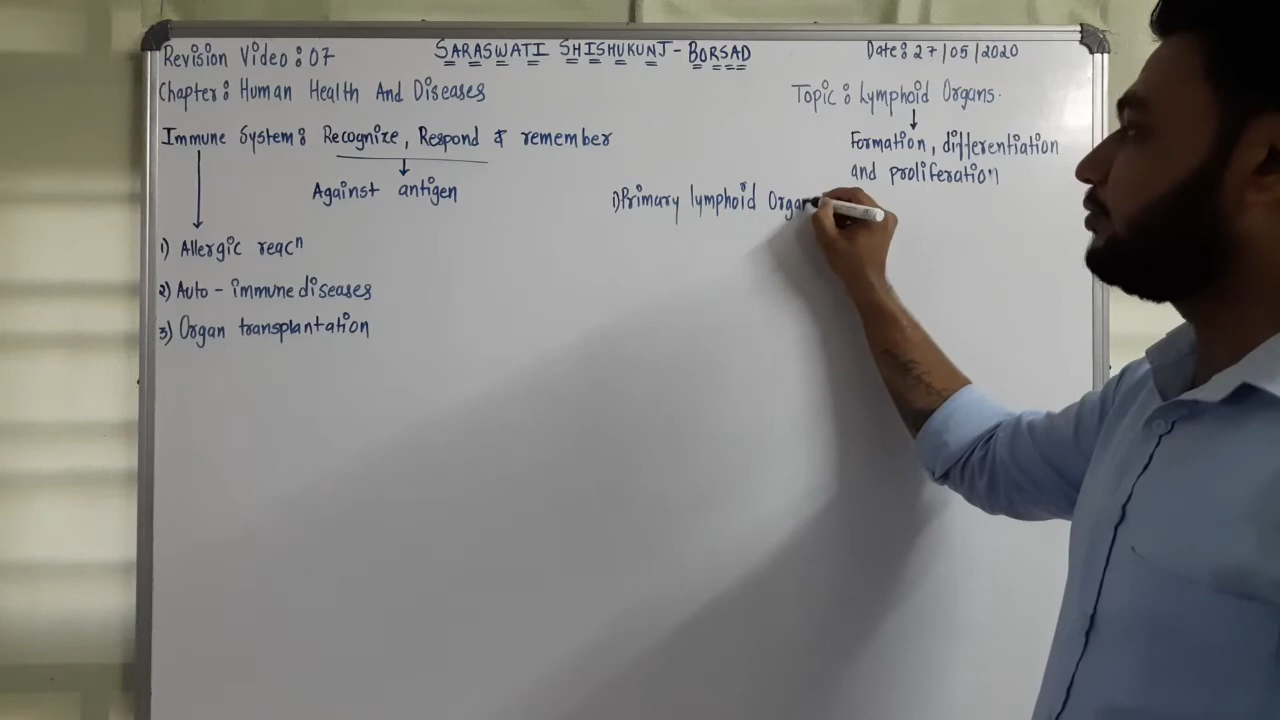 Revision Video : 07
SARASWATI SHISHUKUNJ - BORSAD
Date : 27/05/2020
Chapter : Human Health And Diseases
Topic : Lymphoid Organs.
Immune System : Recognize, Respond & remember
Formation, differentiation
and proliferation
Against antigen
1) Primary lymphoid Organ
1) Allergic reacⁿ
2) Auto - immune diseases
3) Organ transplantation